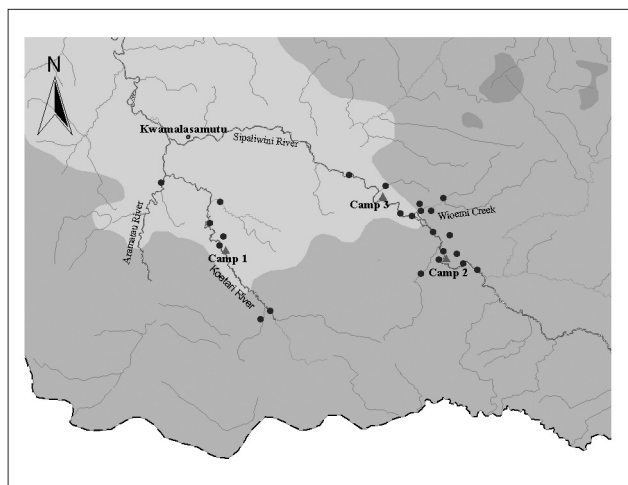 N
Kwamalasamutu
Sipaliwini River
Camp 3
Wioemi Creek
Aramatau River
Camp 1
Camp 2
Koetari River